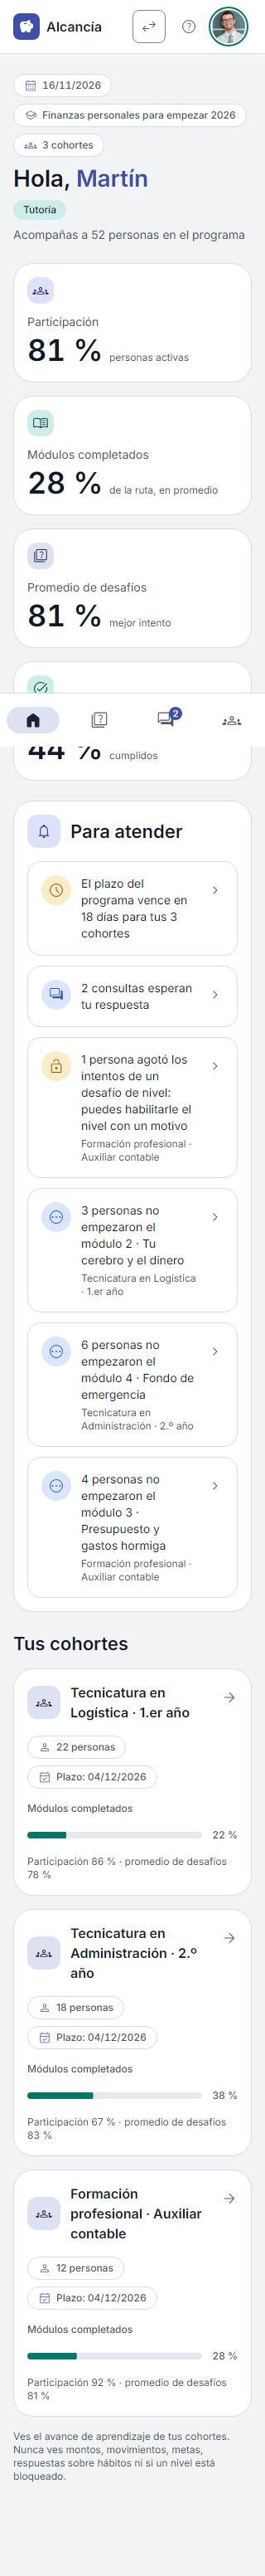 Alcancía
16/11/2026
Finanzas personales para empezar 2026
3 cohortes
Hola, Martín
Tutoría
Acompañas a 52 personas en el programa
Participación
81 % personas activas
Módulos completados
28 % de la ruta, en promedio
Promedio de desafíos
81 % mejor intento
2
44 % cumplidos
Para atender
El plazo del
programa vence en
18 días para tus 3
cohortes
2 consultas esperan
tu respuesta
1 persona agotó los
intentos de un
desafío de nivel:
puedes habilitarle el
nivel con un motivo
Formación profesional ·
Auxiliar contable
3 personas no
empezaron el
módulo 2 · Tu
cerebro y el dinero
Tecnicatura en Logística
· 1.er año
6 personas no
empezaron el
módulo 4 · Fondo de
emergencia
Tecnicatura en
Administración · 2.º año
4 personas no
empezaron el
módulo 3 ·
Presupuesto y
gastos hormiga
Formación profesional ·
Auxiliar contable
Tus cohortes
Tecnicatura en
Logística · 1.er año
22 personas
Plazo: 04/12/2026
Módulos completados
22 %
Participación 86 % · promedio de desafíos
78 %
Tecnicatura en
Administración · 2.º
año
18 personas
Plazo: 04/12/2026
Módulos completados
38 %
Participación 67 % · promedio de desafíos
83 %
Formación
profesional · Auxiliar
contable
12 personas
Plazo: 04/12/2026
Módulos completados
28 %
Participación 92 % · promedio de desafíos
81 %
Ves el avance de aprendizaje de tus cohortes.
Nunca ves montos, movimientos, metas,
respuestas sobre hábitos ni si un nivel está
bloqueado.